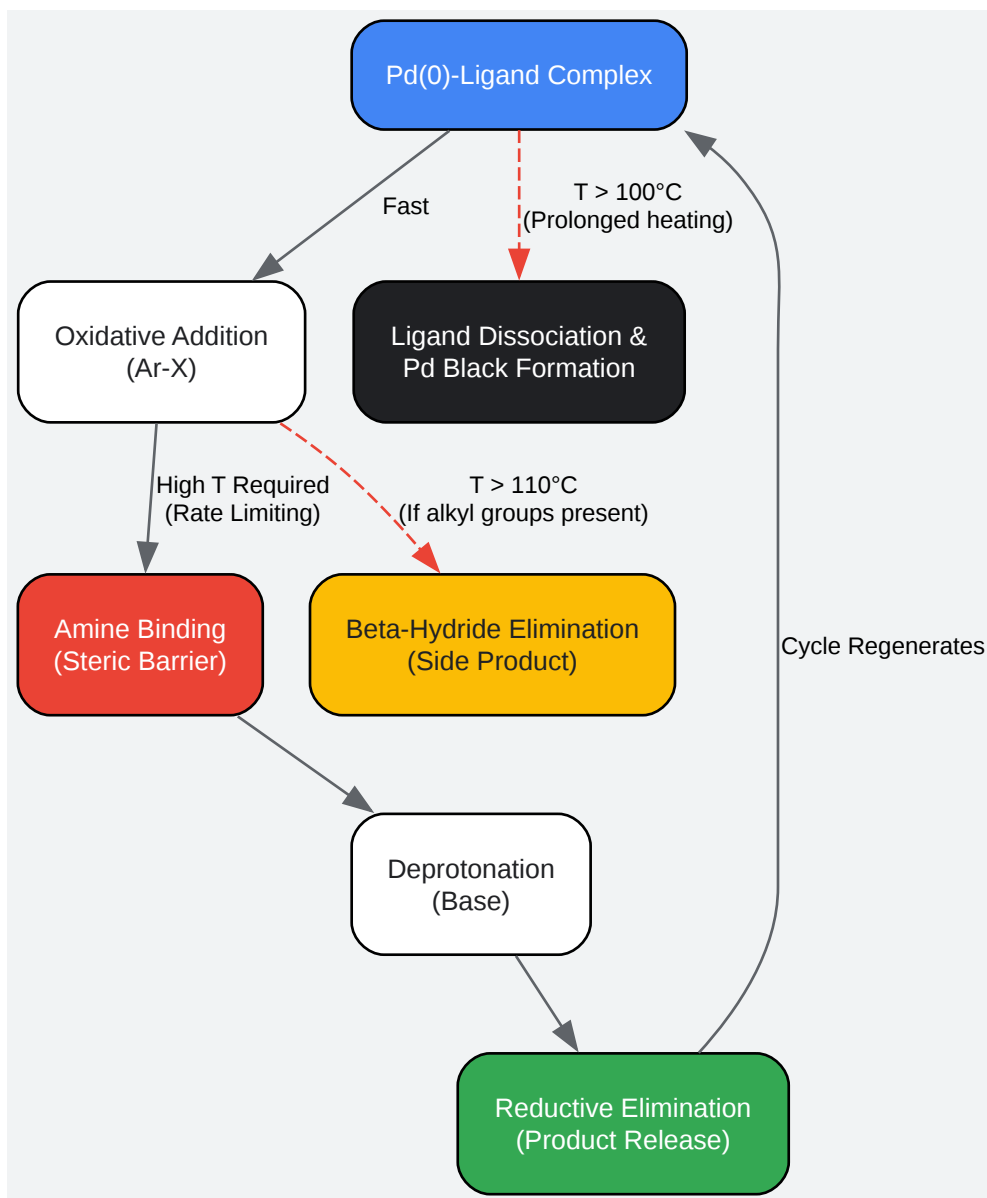 Pd(0)-Ligand Complex
Fast
T > 100°C
(Prolonged heating)
Oxidative Addition
(Ar-X)
Ligand Dissociation &
Pd Black Formation
High T Required
(Rate Limiting)
T > 110°C
(If alkyl groups present)
Amine Binding
(Steric Barrier)
Beta-Hydride Elimination
(Side Product)
Cycle Regenerates
Deprotonation
(Base)
Reductive Elimination
(Product Release)